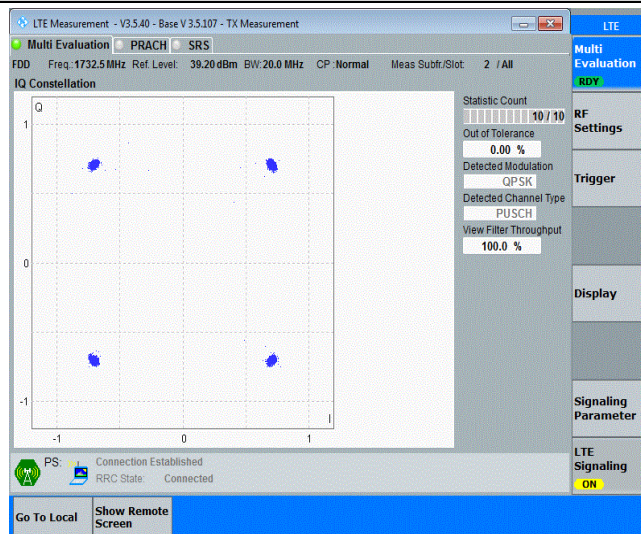 LTE Measurement - V3.5.40 - Base V 3.5.107 - TX Measurement
LTE
Multi Evaluation PRACH SRS
FDD Freq.:1732.5 MHz Ref. Level: 39.20 dBm BW:20.0 MHz CP :Normal Meas Subfr./Slot: 2 / All
IQ Constellation
Q
1
0
-1
-1 0 1
I
Statistic Count
10 / 10
Out of Tolerance
0.00 %
Detected Modulation
QPSK
Detected Channel Type
PUSCH
View Filter Throughput
100.0 %
PS: Connection Established
RRC State: Connected
Multi
Evaluation
RDY
RF
Settings
Trigger
Display
Signaling
Parameter
LTE
Signaling
ON
Go To Local
Show Remote
Screen